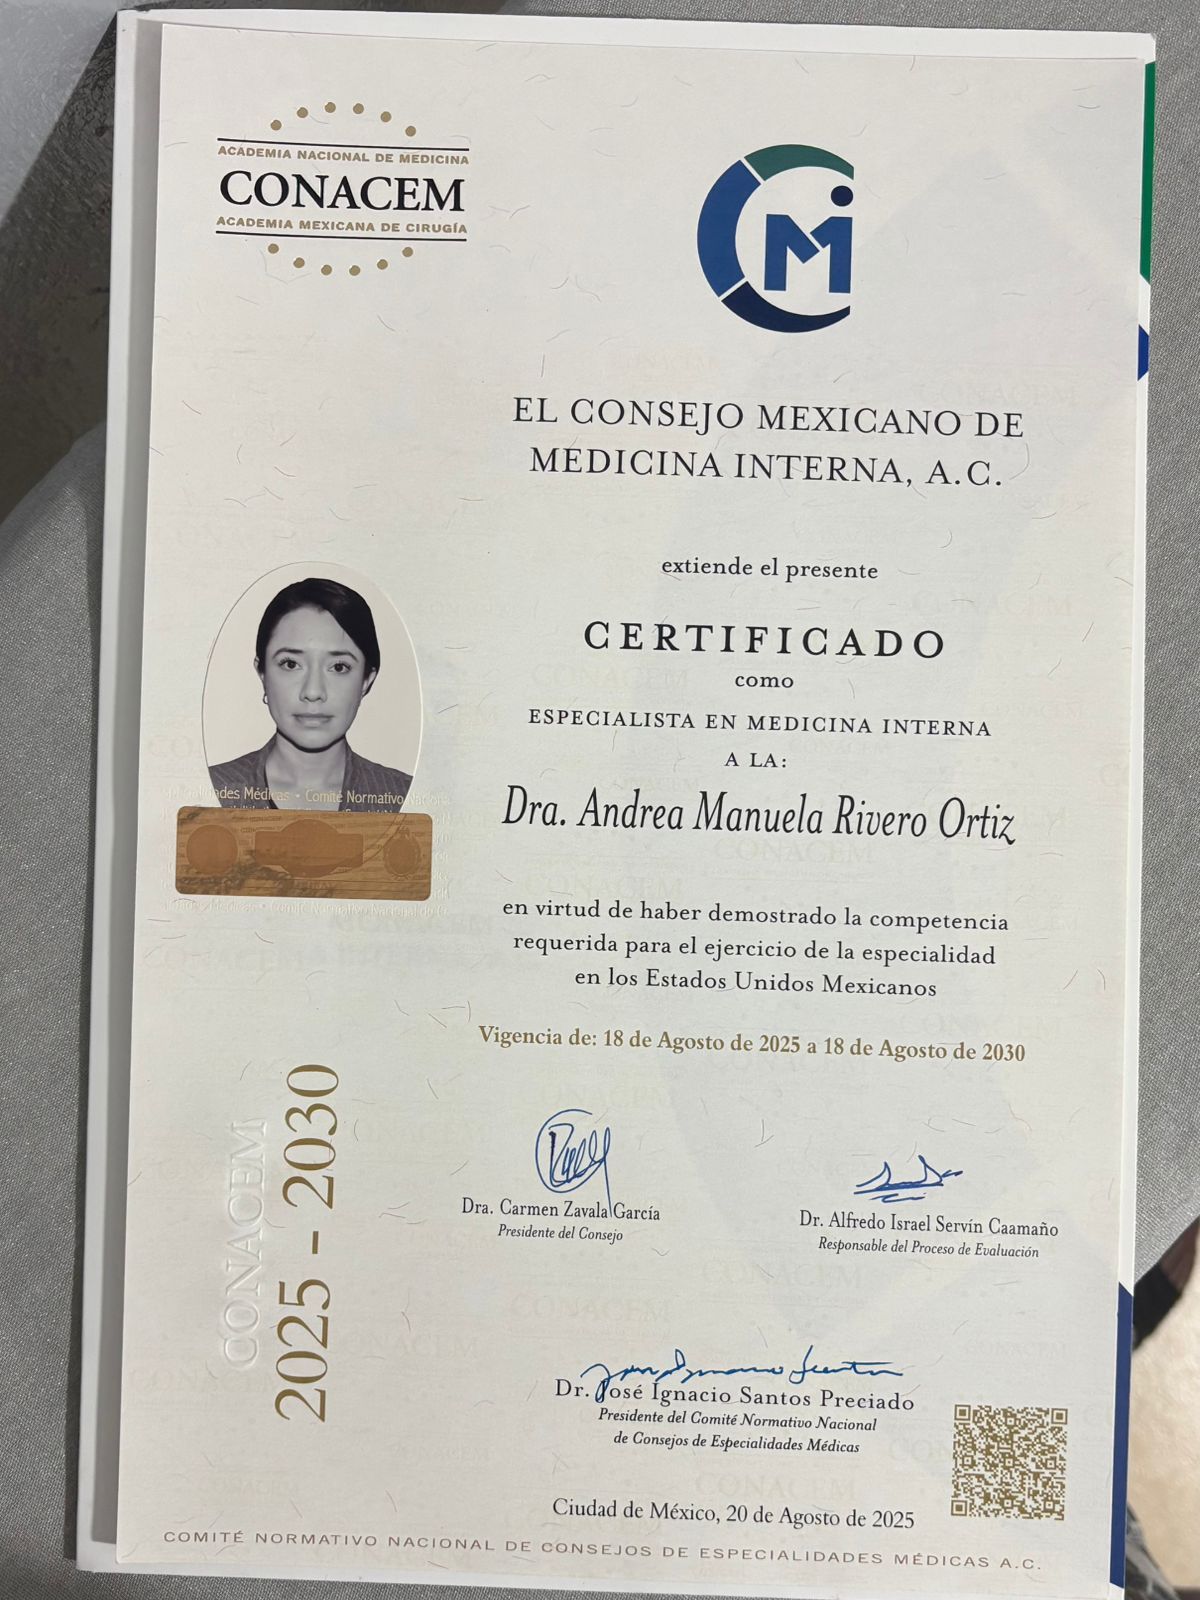 ACADEMIA NACIONAL DE MEDICINA
CONACEM
ACADEMIA MEXICANA DE CIRUGÍA
CMi
EL CONSEJO MEXICANO DE
MEDICINA INTERNA, A.C.
extiende el presente
CERTIFICADO
como
ESPECIALISTA EN MEDICINA INTERNA
A LA:
Dra. Andrea Manuela Rivero Ortiz
Médicas • Comité Normativo
en virtud de haber demostrado la competencia
requerida para el ejercicio de la especialidad
en los Estados Unidos Mexicanos
Vigencia de: 18 de Agosto de 2025 a 18 de Agosto de 2030
CONACEM
2025 - 2030
Dra. Carmen Zavala García
Presidente del Consejo
Dr. Alfredo Israel Servín Caamaño
Responsable del Proceso de Evaluación
Dr. José Ignacio Santos Preciado
Presidente del Comité Normativo Nacional
de Consejos de Especialidades Médicas
Ciudad de México, 20 de Agosto de 2025
COMITÉ NORMATIVO NACIONAL DE CONSEJOS DE ESPECIALIDADES MÉDICAS A.C.